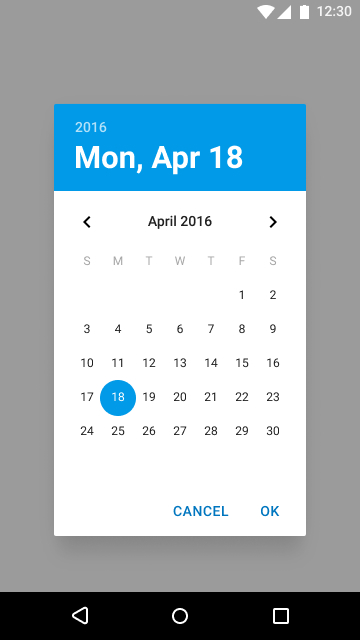 12:30
2016
Mon, Apr 18
April 2016
S M T W T F S
1 2
3 4 5 6 7 8 9
10 11 12 13 14 15 16
17 18 19 20 21 22 23
24 25 26 27 28 29 30
CANCEL OK